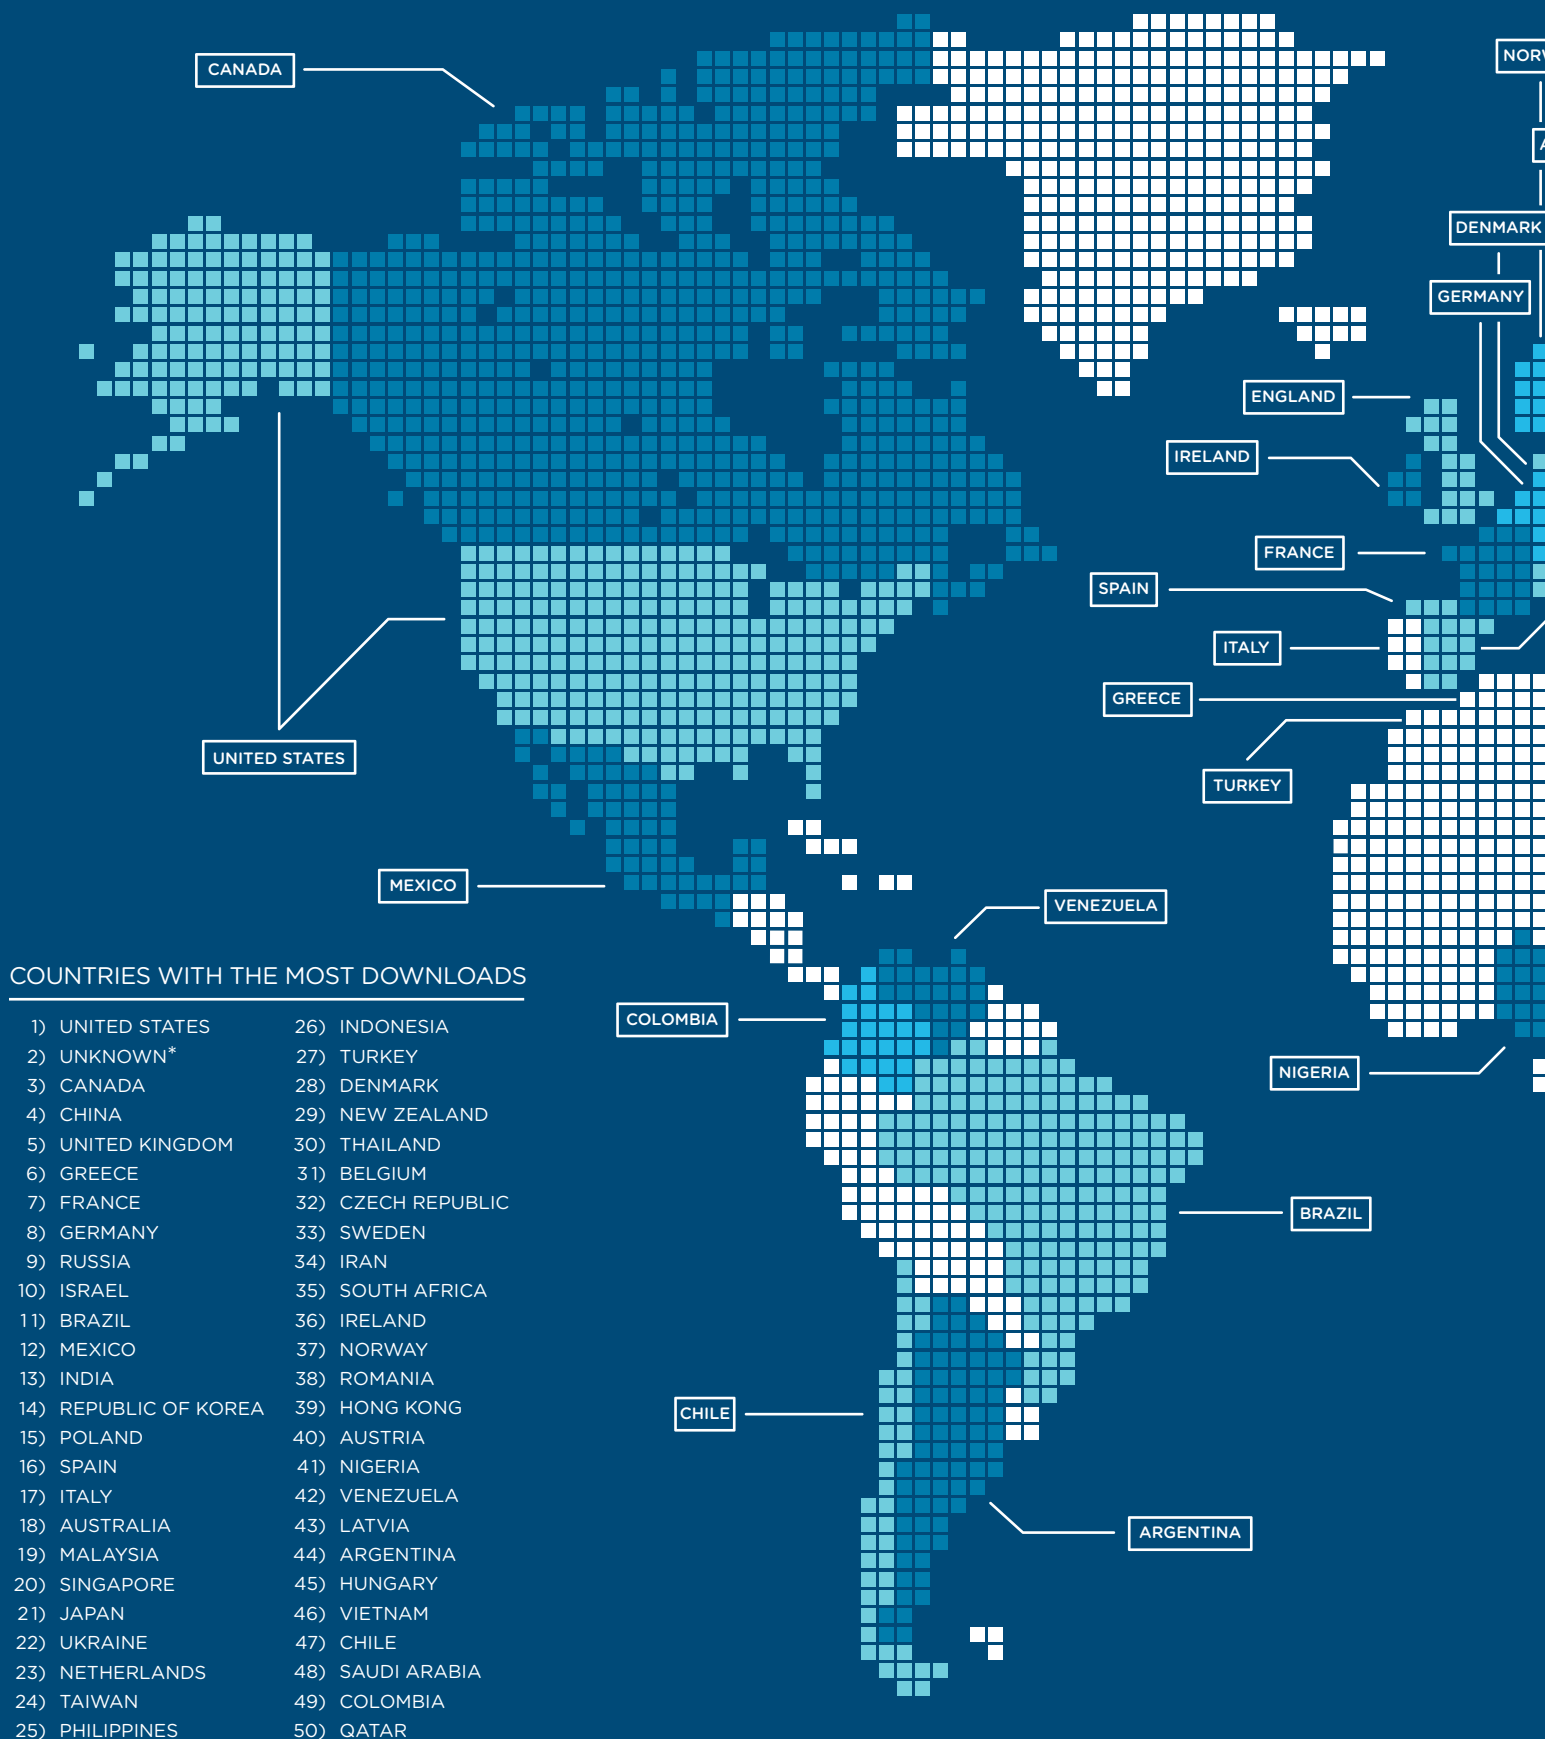 CANADA
NORW
A
DENMARK
GERMANY
ENGLAND
IRELAND
FRANCE
SPAIN
ITALY
GREECE
TURKEY
UNITED STATES
MEXICO
VENEZUELA
COLOMBIA
NIGERIA
BRAZIL
CHILE
ARGENTINA
COUNTRIES WITH THE MOST DOWNLOADS
1) UNITED STATES
2) UNKNOWN*
3) CANADA
4) CHINA
5) UNITED KINGDOM
6) GREECE
7) FRANCE
8) GERMANY
9) RUSSIA
10) ISRAEL
11) BRAZIL
12) MEXICO
13) INDIA
14) REPUBLIC OF KOREA
15) POLAND
16) SPAIN
17) ITALY
18) AUSTRALIA
19) MALAYSIA
20) SINGAPORE
21) JAPAN
22) UKRAINE
23) NETHERLANDS
24) TAIWAN
25) PHILIPPINES
26) INDONESIA
27) TURKEY
28) DENMARK
29) NEW ZEALAND
30) THAILAND
31) BELGIUM
32) CZECH REPUBLIC
33) SWEDEN
34) IRAN
35) SOUTH AFRICA
36) IRELAND
37) NORWAY
38) ROMANIA
39) HONG KONG
40) AUSTRIA
41) NIGERIA
42) VENEZUELA
43) LATVIA
44) ARGENTINA
45) HUNGARY
46) VIETNAM
47) CHILE
48) SAUDI ARABIA
49) COLOMBIA
50) QATAR